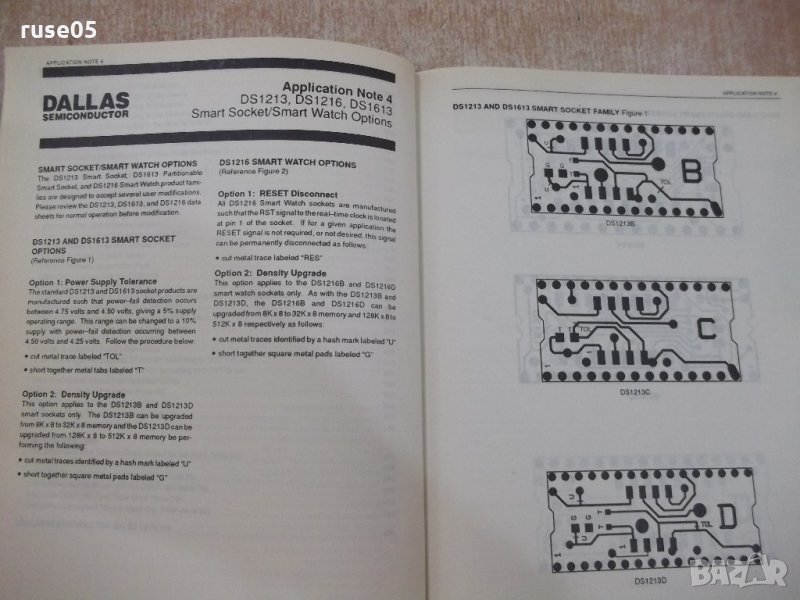 ruse05
APPLICATION NOTE 4
DALLAS
SEMICONDUCTOR
Application Note 4
DS1213, DS1216, DS1613
Smart Socket/Smart Watch Options
SMART SOCKET/SMART WATCH OPTIONS
The DS1213 Smart Socket, DS1613 Partitionable
Smart Socket, and DS1216 Smart Watch product fami-
lies are designed to accept several user modifications.
Please review the DS1213, DS1613, and DS1216 data
sheets for normal operation before modification.
DS1213 AND DS1613 SMART SOCKET
OPTIONS
(Reference Figure 1)
Option 1: Power Supply Tolerance
The standard DS1213 and DS1613 socket products are
manufactured such that power–fail detection occurs
between 4.75 volts and 4.50 volts, giving a 5% supply
operating range. This range can be changed to a 10%
supply with power–fail detection occurring between
4.50 volts and 4.25 volts. Follow the procedure below:
• cut metal trace labeled "TOL"
• short together metal tabs labeled "T"
Option 2: Density Upgrade
This option applies to the DS1213B and DS1213D
smart sockets only. The DS1213B can be upgraded
from 8K x 8 to 32K x 8 memory and the DS1213D can be
upgraded from 128K x 8 to 512K x 8 memory be per-
forming the following:
• cut metal traces identified by a hash mark labeled "U"
• short together square metal pads labeled "G"
DS1216 SMART WATCH OPTIONS
(Reference Figure 2)
Option 1: RESET Disconnect
All DS1216 Smart Watch sockets are manufactured
such that the RST signal to the real–time clock is located
at pin 1 of the socket. If for a given application the
RESET signal is not required, or not desired, this signal
can be permanently disconnected as follows:
• cut metal trace labeled "RES"
Option 2: Density Upgrade
This option applies to the DS1216B and DS1216D
smart watch sockets only. As with the DS1213B and
DS1213D, the DS1216B and DS1216D can be
upgraded from 8K x 8 to 32K x 8 memory and 128K x 8 to
512K x 8 respectively as follows:
• cut metal traces identified by a hash mark labeled "U"
• short together square metal pads labeled "G"
APPLICATION NOTE 4
DS1213 AND DS1613 SMART SOCKET FAMILY Figure 1
G
G
TOL
B
1
DS1213B
T
T
TOL
C
1
DS1213C
U
G
G
T
T
U
TOL
D
1
DS1213D
BAZAR